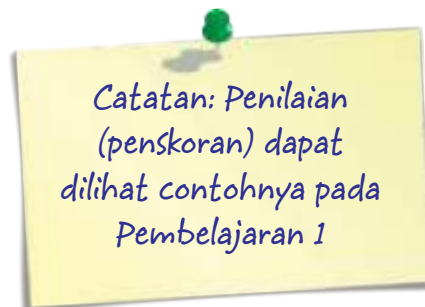 Catatan: Penilaian
(penskoran) dapat
dilihat contohnya pada
Pembelajaran 1